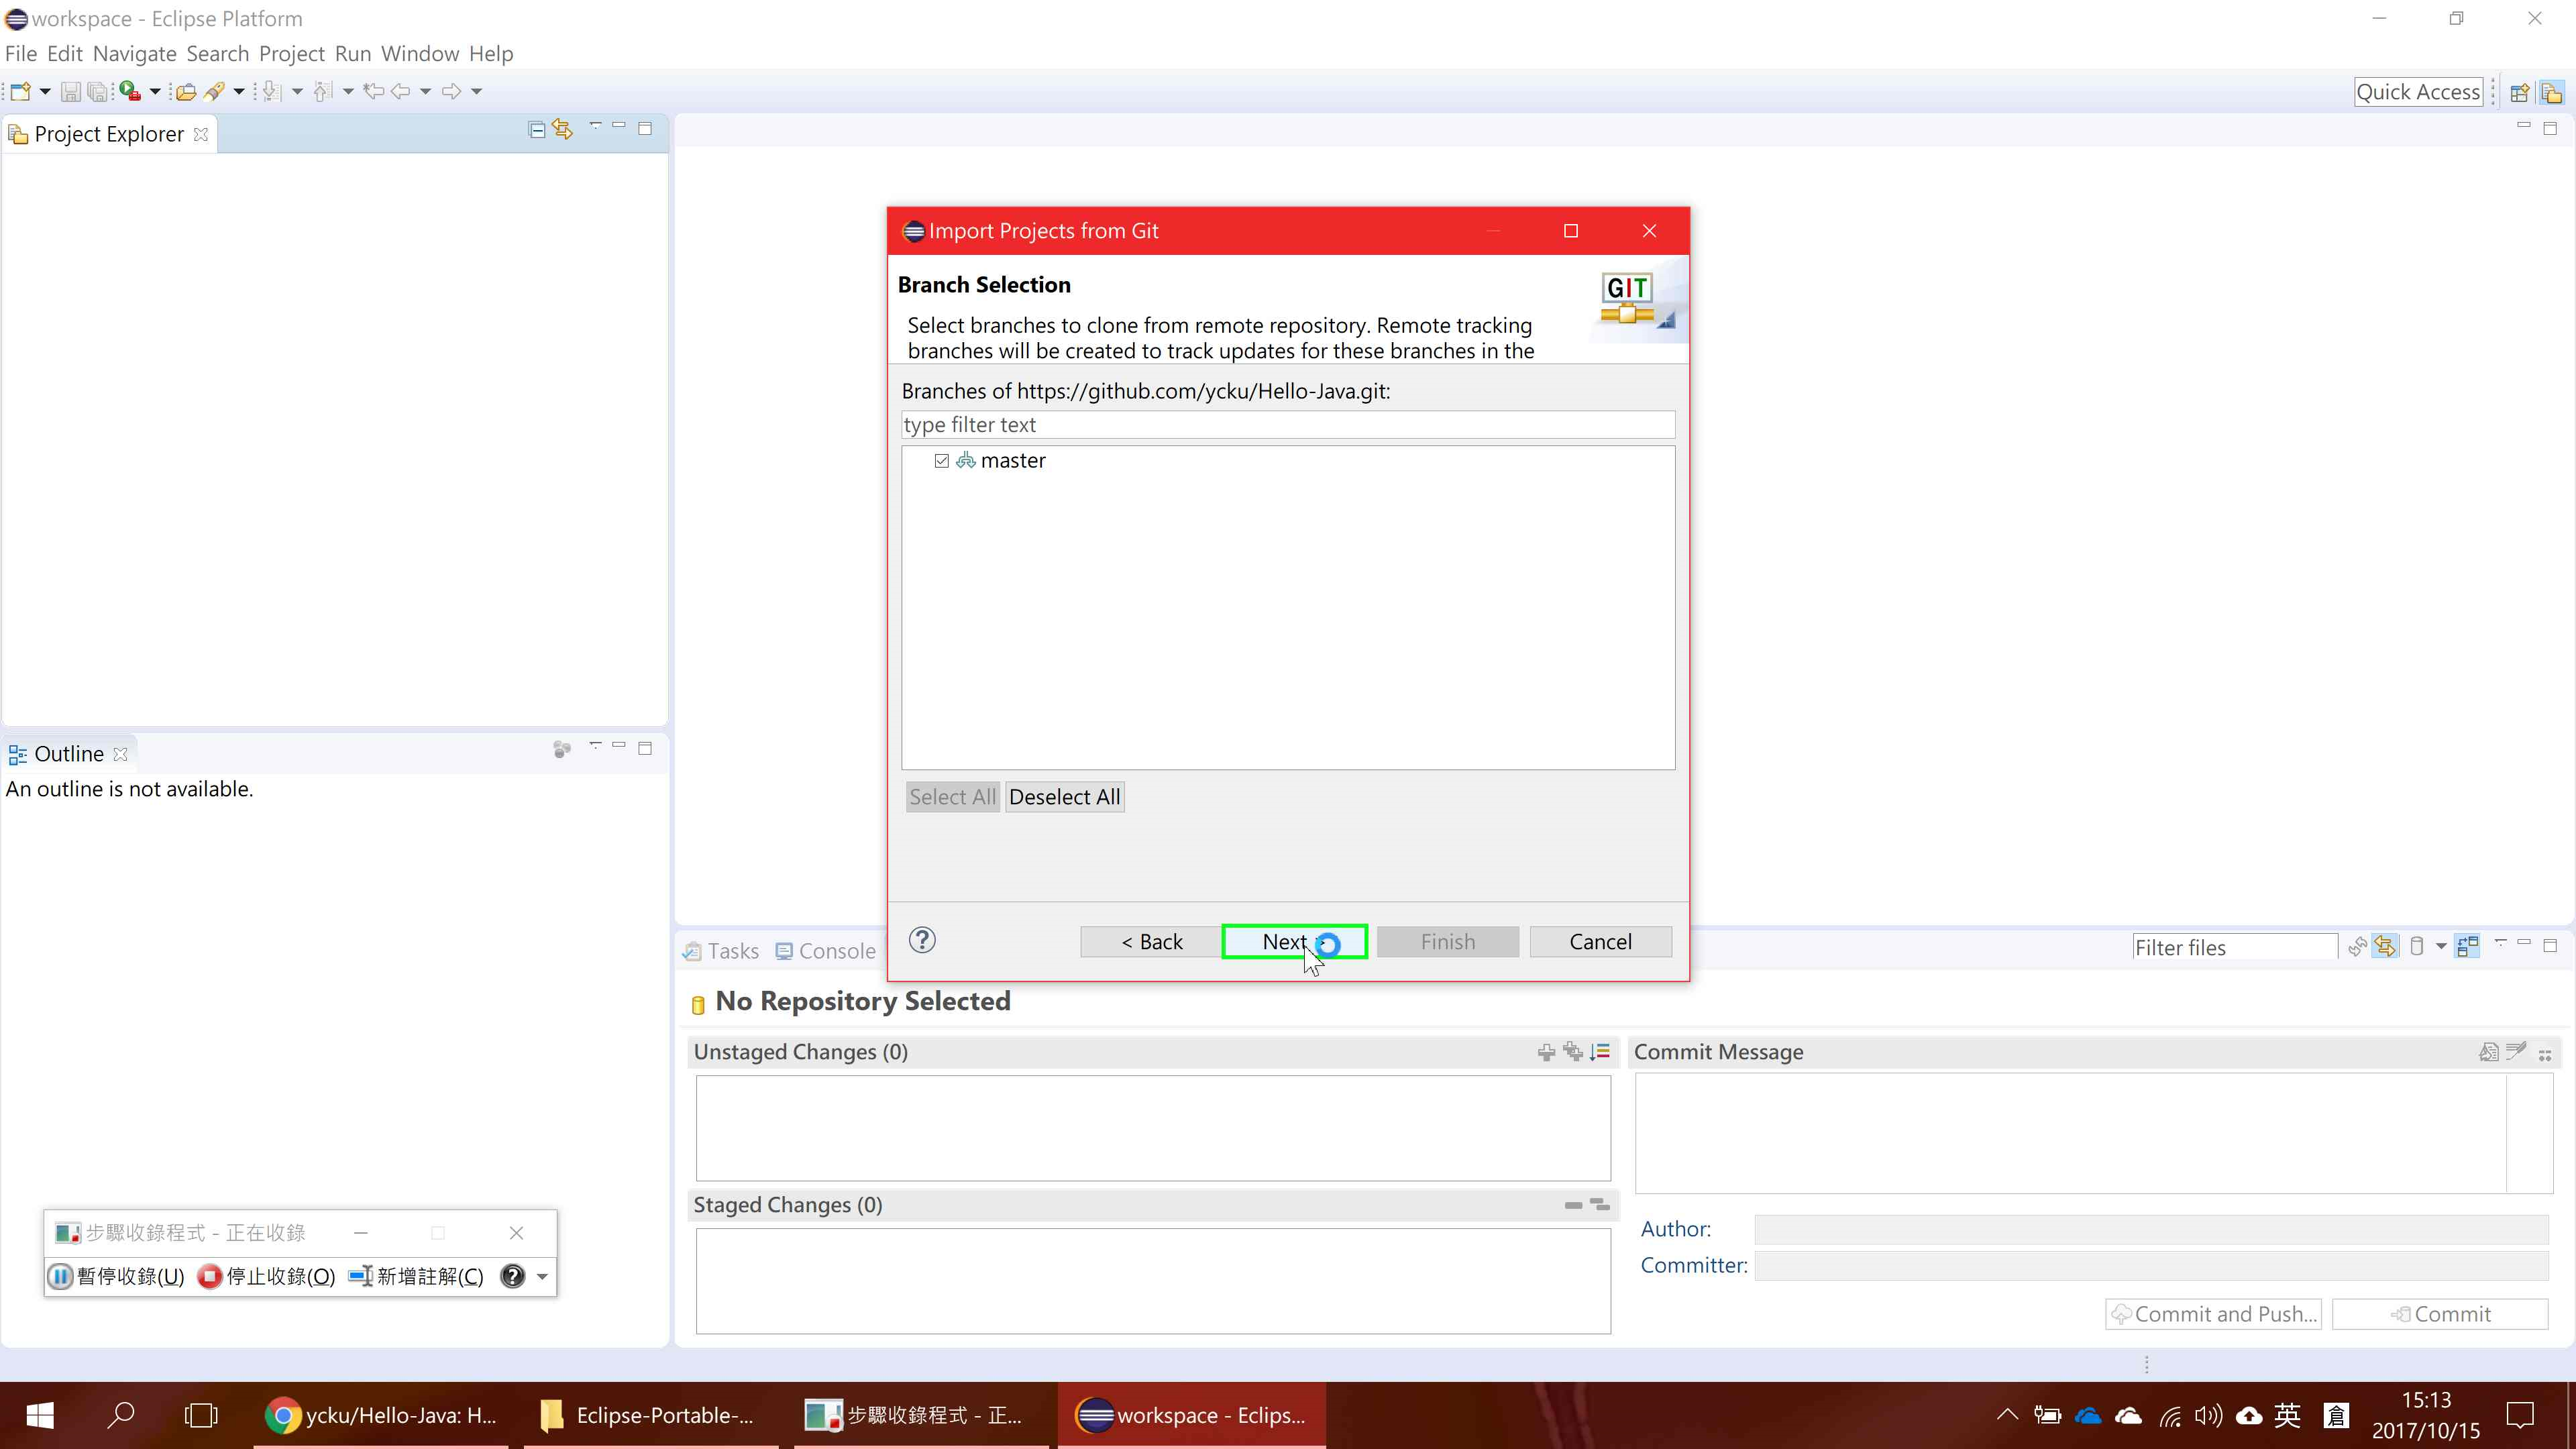 workspace - Eclipse Platform
File Edit Navigate Search Project Run Window Help
Quick Access
Project Explorer
Import Projects from Git
Branch Selection
GIT
Select branches to clone from remote repository. Remote tracking
branches will be created to track updates for these branches in the
Branches of https://github.com/ycku/Hello-Java.git:
type filter text
master
Select All Deselect All
< Back Next > Finish Cancel
Outline
An outline is not available.
Tasks Console
Filter files
No Repository Selected
Unstaged Changes (0)
Commit Message
Staged Changes (0)
Author:
Committer:
Commit and Push... Commit
步驟收錄程式 - 正在收錄
暫停收錄(U) 停止收錄(O) 新增註解(C)
ycku/Hello-Java: H... Eclipse-Portable-... 步驟收錄程式 - 正... workspace - Eclips...
英 倉
15:13
2017/10/15